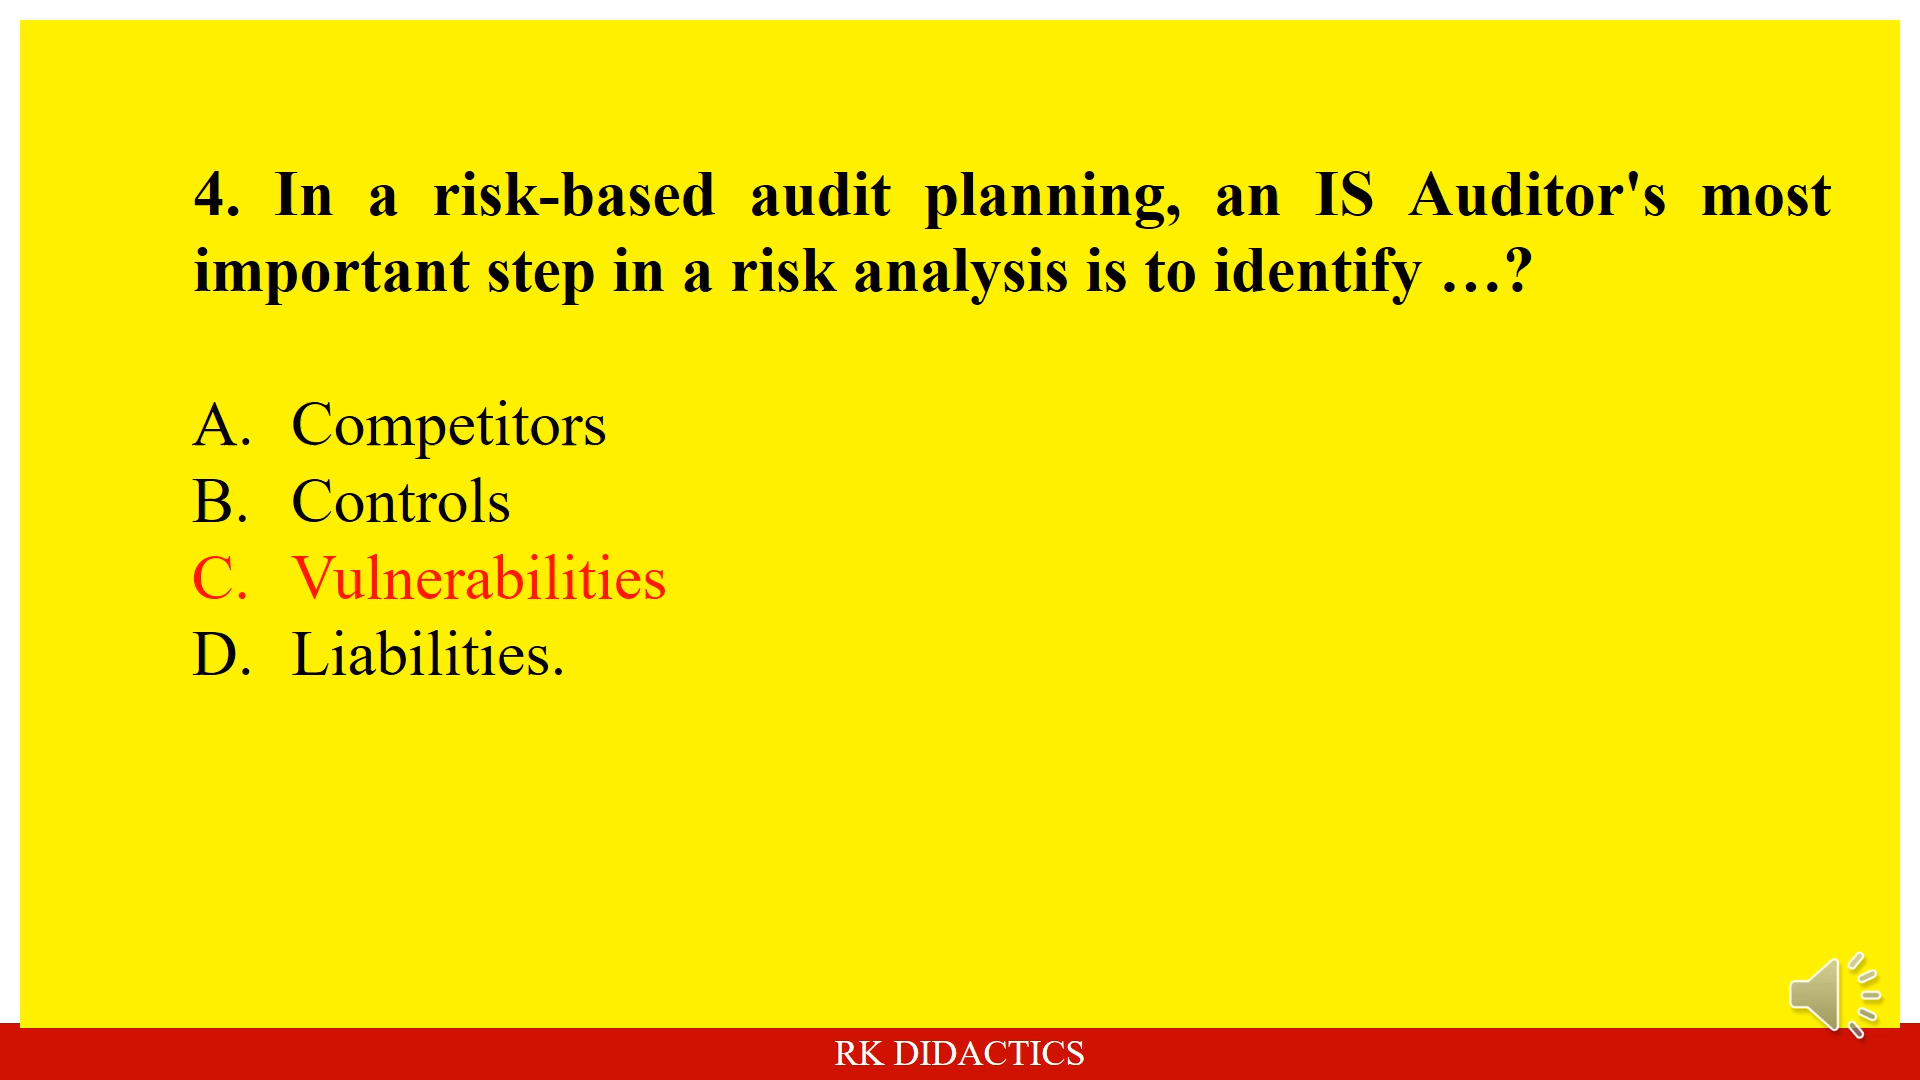 4. In a risk-based audit planning, an IS Auditor's most
important step in a risk analysis is to identify …?
A. Competitors
B. Controls
C. Vulnerabilities
D. Liabilities.
RK DIDACTICS